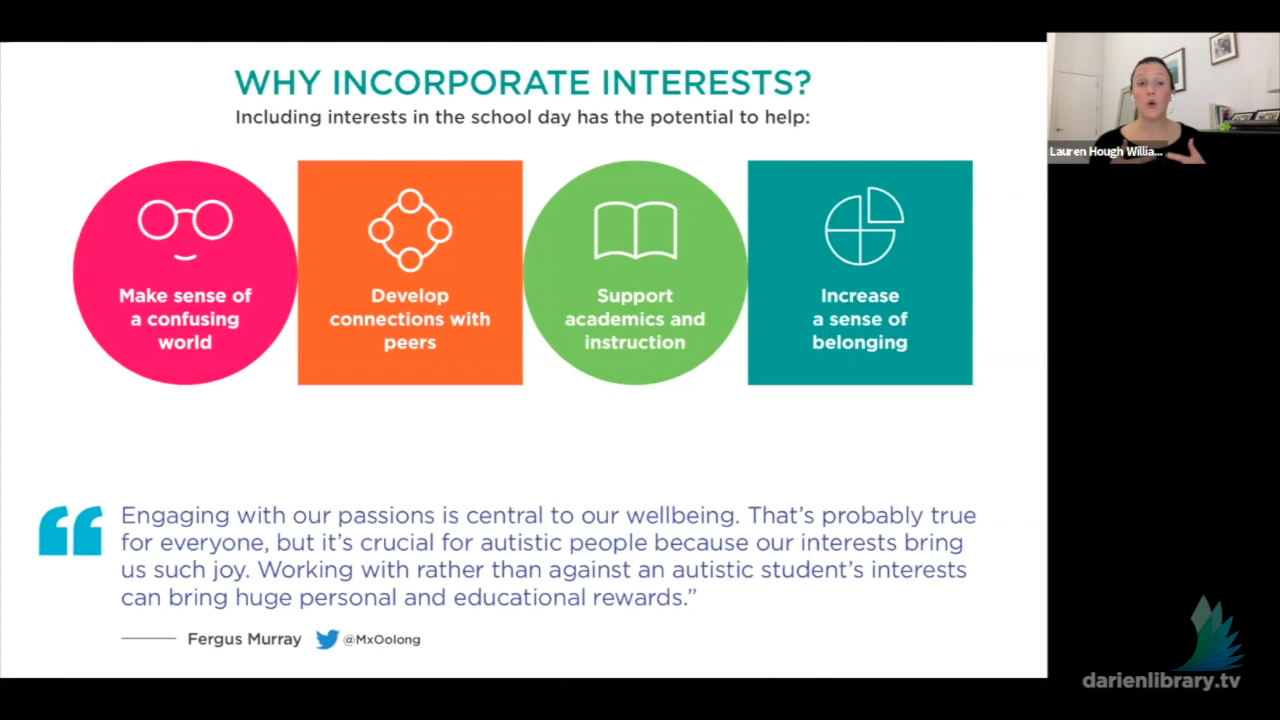 WHY INCORPORATE INTERESTS?
Including interests in the school day has the potential to help:
Make sense of
a confusing
world
Develop
connections with
peers
Support
academics and
instruction
Increase
a sense of
belonging
“
Engaging with our passions is central to our wellbeing. That’s probably true
for everyone, but it’s crucial for autistic people because our interests bring
us such joy. Working with rather than against an autistic student’s interests
can bring huge personal and educational rewards.”
Fergus Murray @MxOolong
Lauren Hough Willia...
darienlibrary.tv